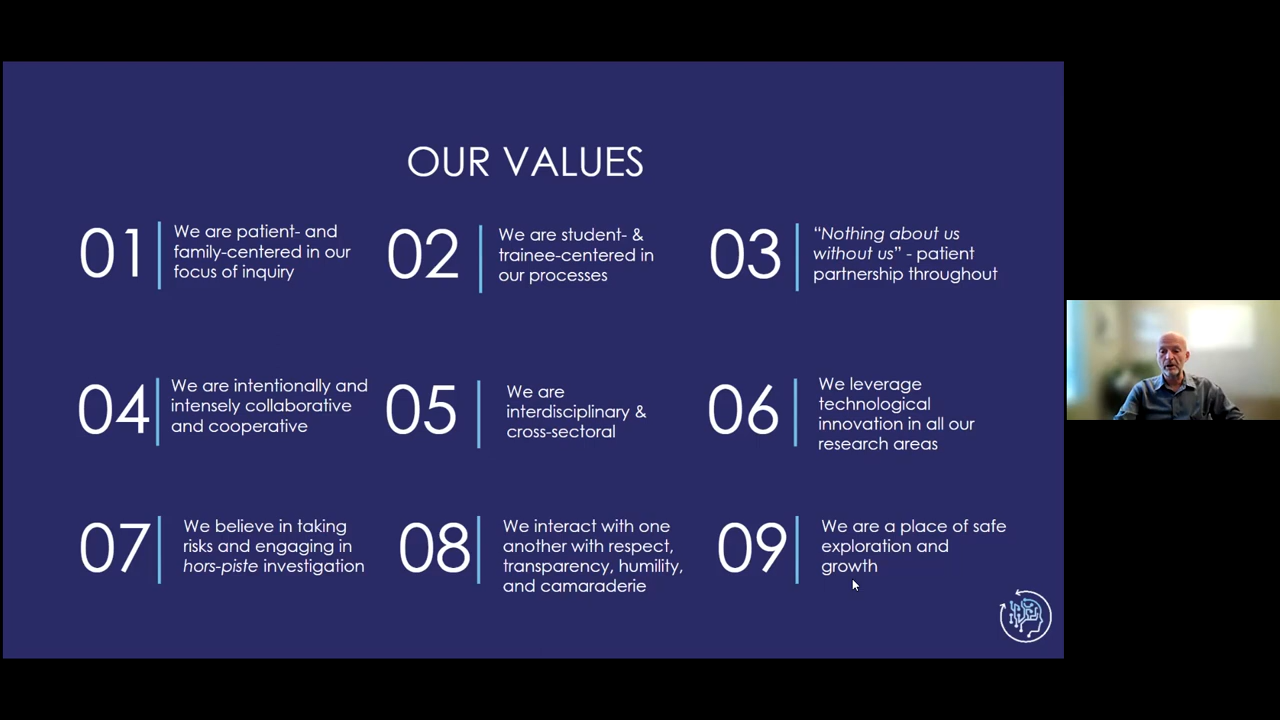 OUR VALUES
01
We are patient- and
family-centered in our
focus of inquiry
02
We are student- &
trainee-centered in
our processes
03
“Nothing about us
without us” - patient
partnership throughout
04
We are intentionally and
intensely collaborative
and cooperative
05
We are
interdisciplinary &
cross-sectoral
06
We leverage
technological
innovation in all our
research areas
07
We believe in taking
risks and engaging in
hors-piste investigation
08
We interact with one
another with respect,
transparency, humility,
and camaraderie
09
We are a place of safe
exploration and
growth